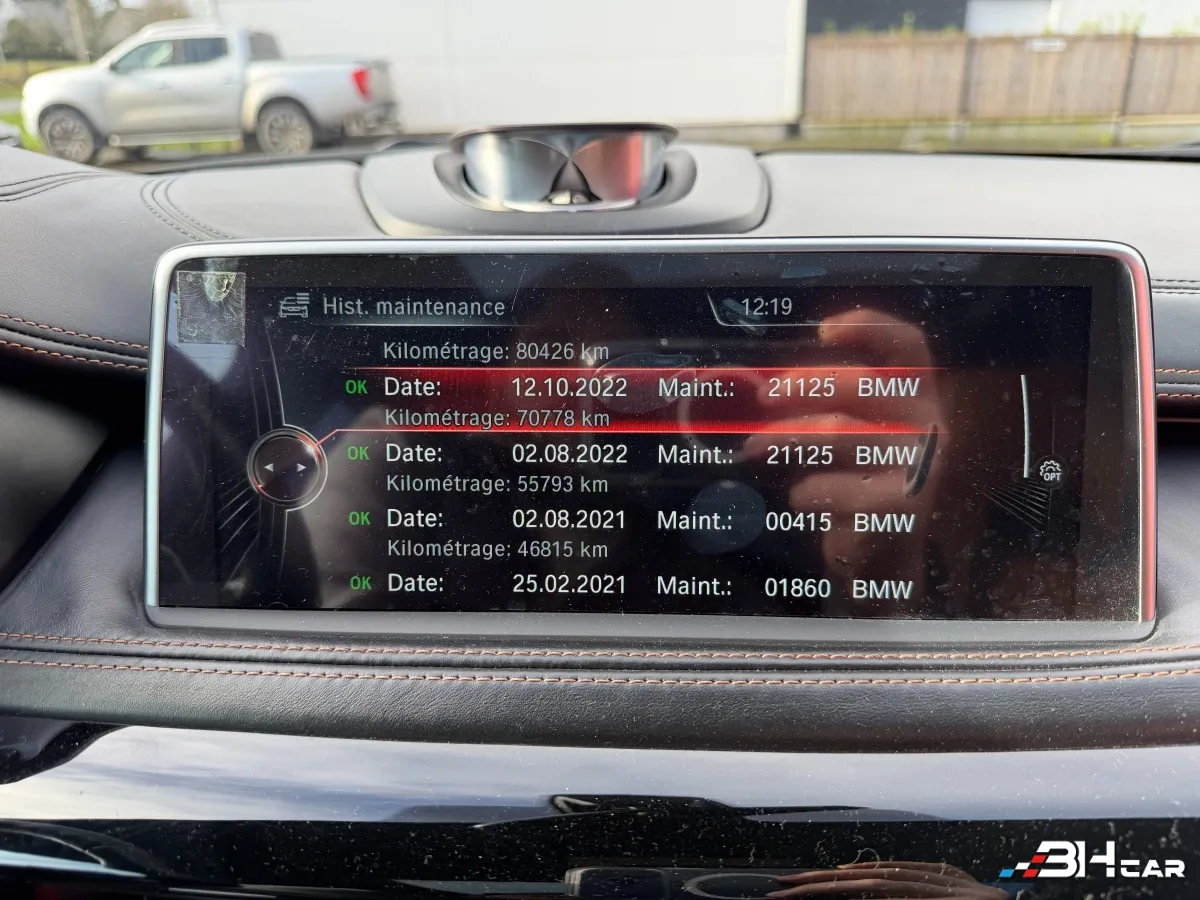 Hist. maintenance 12:19
Kilométrage: 80426 km
OK Date: 12.10.2022 Maint.: 21125 BMW
Kilométrage: 70778 km
OK Date: 02.08.2022 Maint.: 21125 BMW
Kilométrage: 55793 km
OK Date: 02.08.2021 Maint.: 00415 BMW
Kilométrage: 46815 km
OK Date: 25.02.2021 Maint.: 01860 BMW
OPT
3HCAR